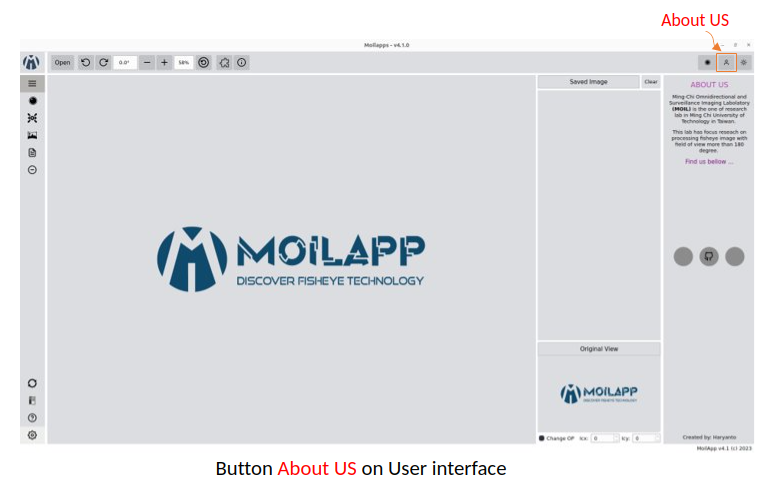 About US
Moilapps - v4.1.0
Open
0.0°
58%
Saved Image
Clear
ABOUT US
Ming-Chi Omnidirectional and
Surveillance Imaging Labolatory
(MOIL) is the one of research
lab in Ming Chi University of
Technology in Taiwan.
This lab has focus reseach on
processing fisheye image with
field of view more than 180
degree.
Find us bellow ...
MOILAPP
DISCOVER FISHEYE TECHNOLOGY
Original View
MOILAPP
DISCOVER FISHEYE TECHNOLOGY
Change OP Icx: 0 Icy: 0
Created by: Haryanto
MoilApp v4.1 (c) 2023
Button About US on User interface